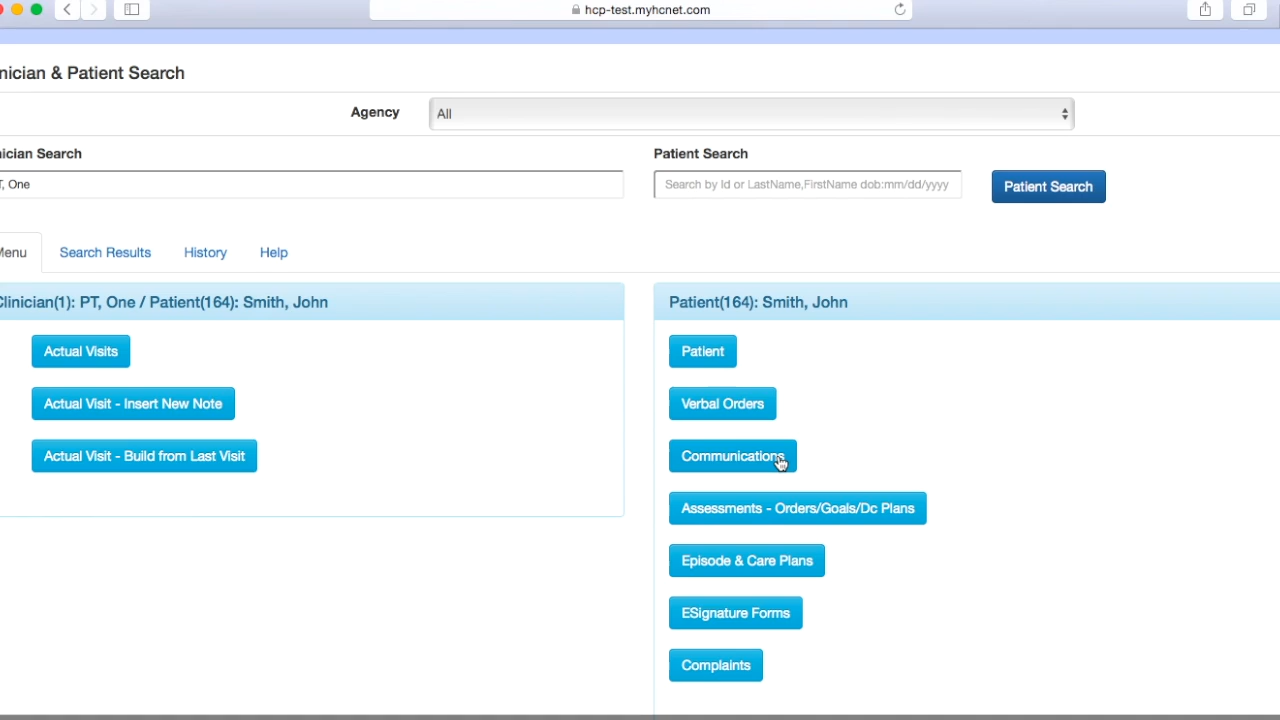 hcp-test.myhcnet.com
nician & Patient Search
Agency
All
nician Search
Patient Search
T, One
Search by Id or LastName,FirstName dob:mm/dd/yyyy
Patient Search
Menu
Search Results
History
Help
Clinician(1): PT, One / Patient(164): Smith, John
Patient(164): Smith, John
Actual Visits
Patient
Actual Visit - Insert New Note
Verbal Orders
Actual Visit - Build from Last Visit
Communications
Assessments - Orders/Goals/Dc Plans
Episode & Care Plans
ESignature Forms
Complaints